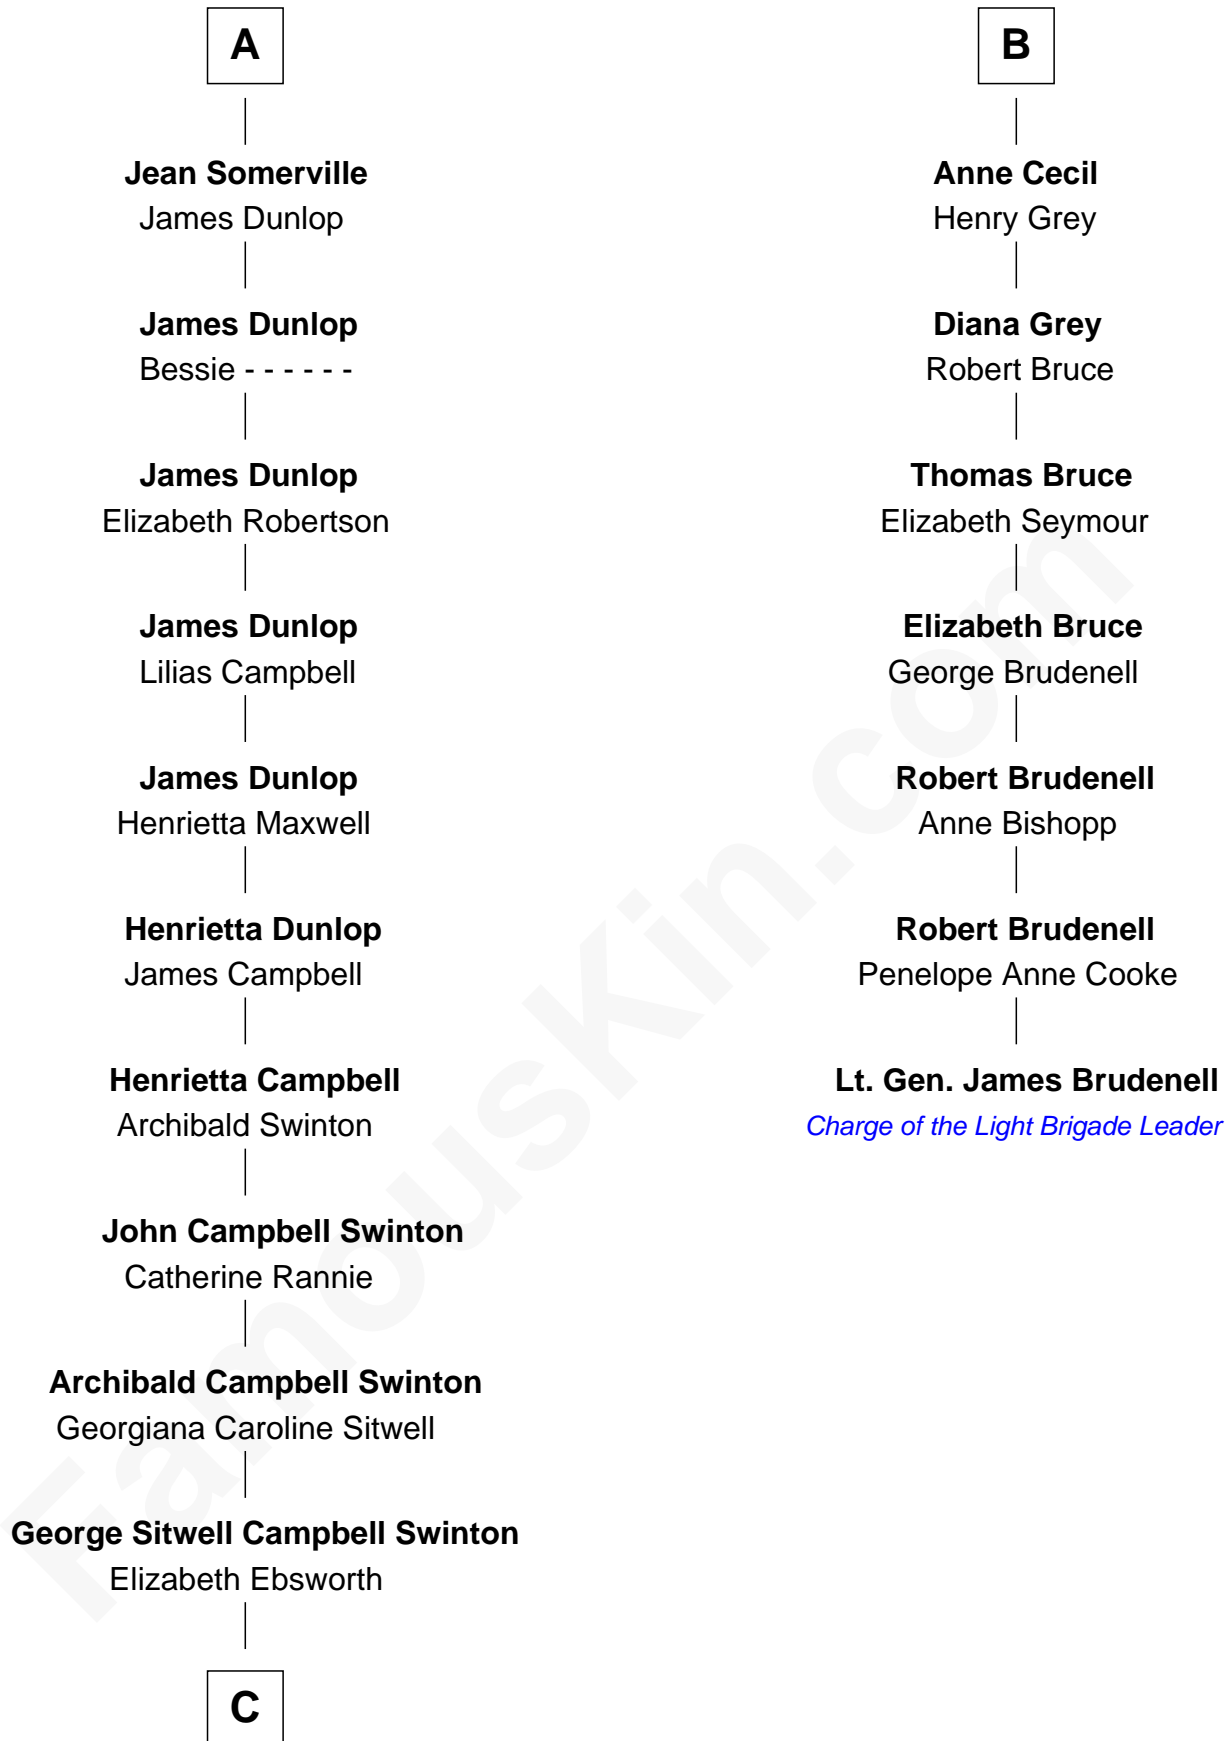 A
Jean Somerville
James Dunlop
James Dunlop
Bessie - - - - - -
James Dunlop
Elizabeth Robertson
James Dunlop
Lilias Campbell
James Dunlop
Henrietta Maxwell
Henrietta Dunlop
James Campbell
Henrietta Campbell
Archibald Swinton
John Campbell Swinton
Catherine Rannie
Archibald Campbell Swinton
Georgiana Caroline Sitwell
George Sitwell Campbell Swinton
Elizabeth Ebsworth
C
B
Anne Cecil
Henry Grey
Diana Grey
Robert Bruce
Thomas Bruce
Elizabeth Seymour
Elizabeth Bruce
George Brudenell
Robert Brudenell
Anne Bishopp
Robert Brudenell
Penelope Anne Cooke
Lt. Gen. James Brudenell
Charge of the Light Brigade Leader
FamousKin.com